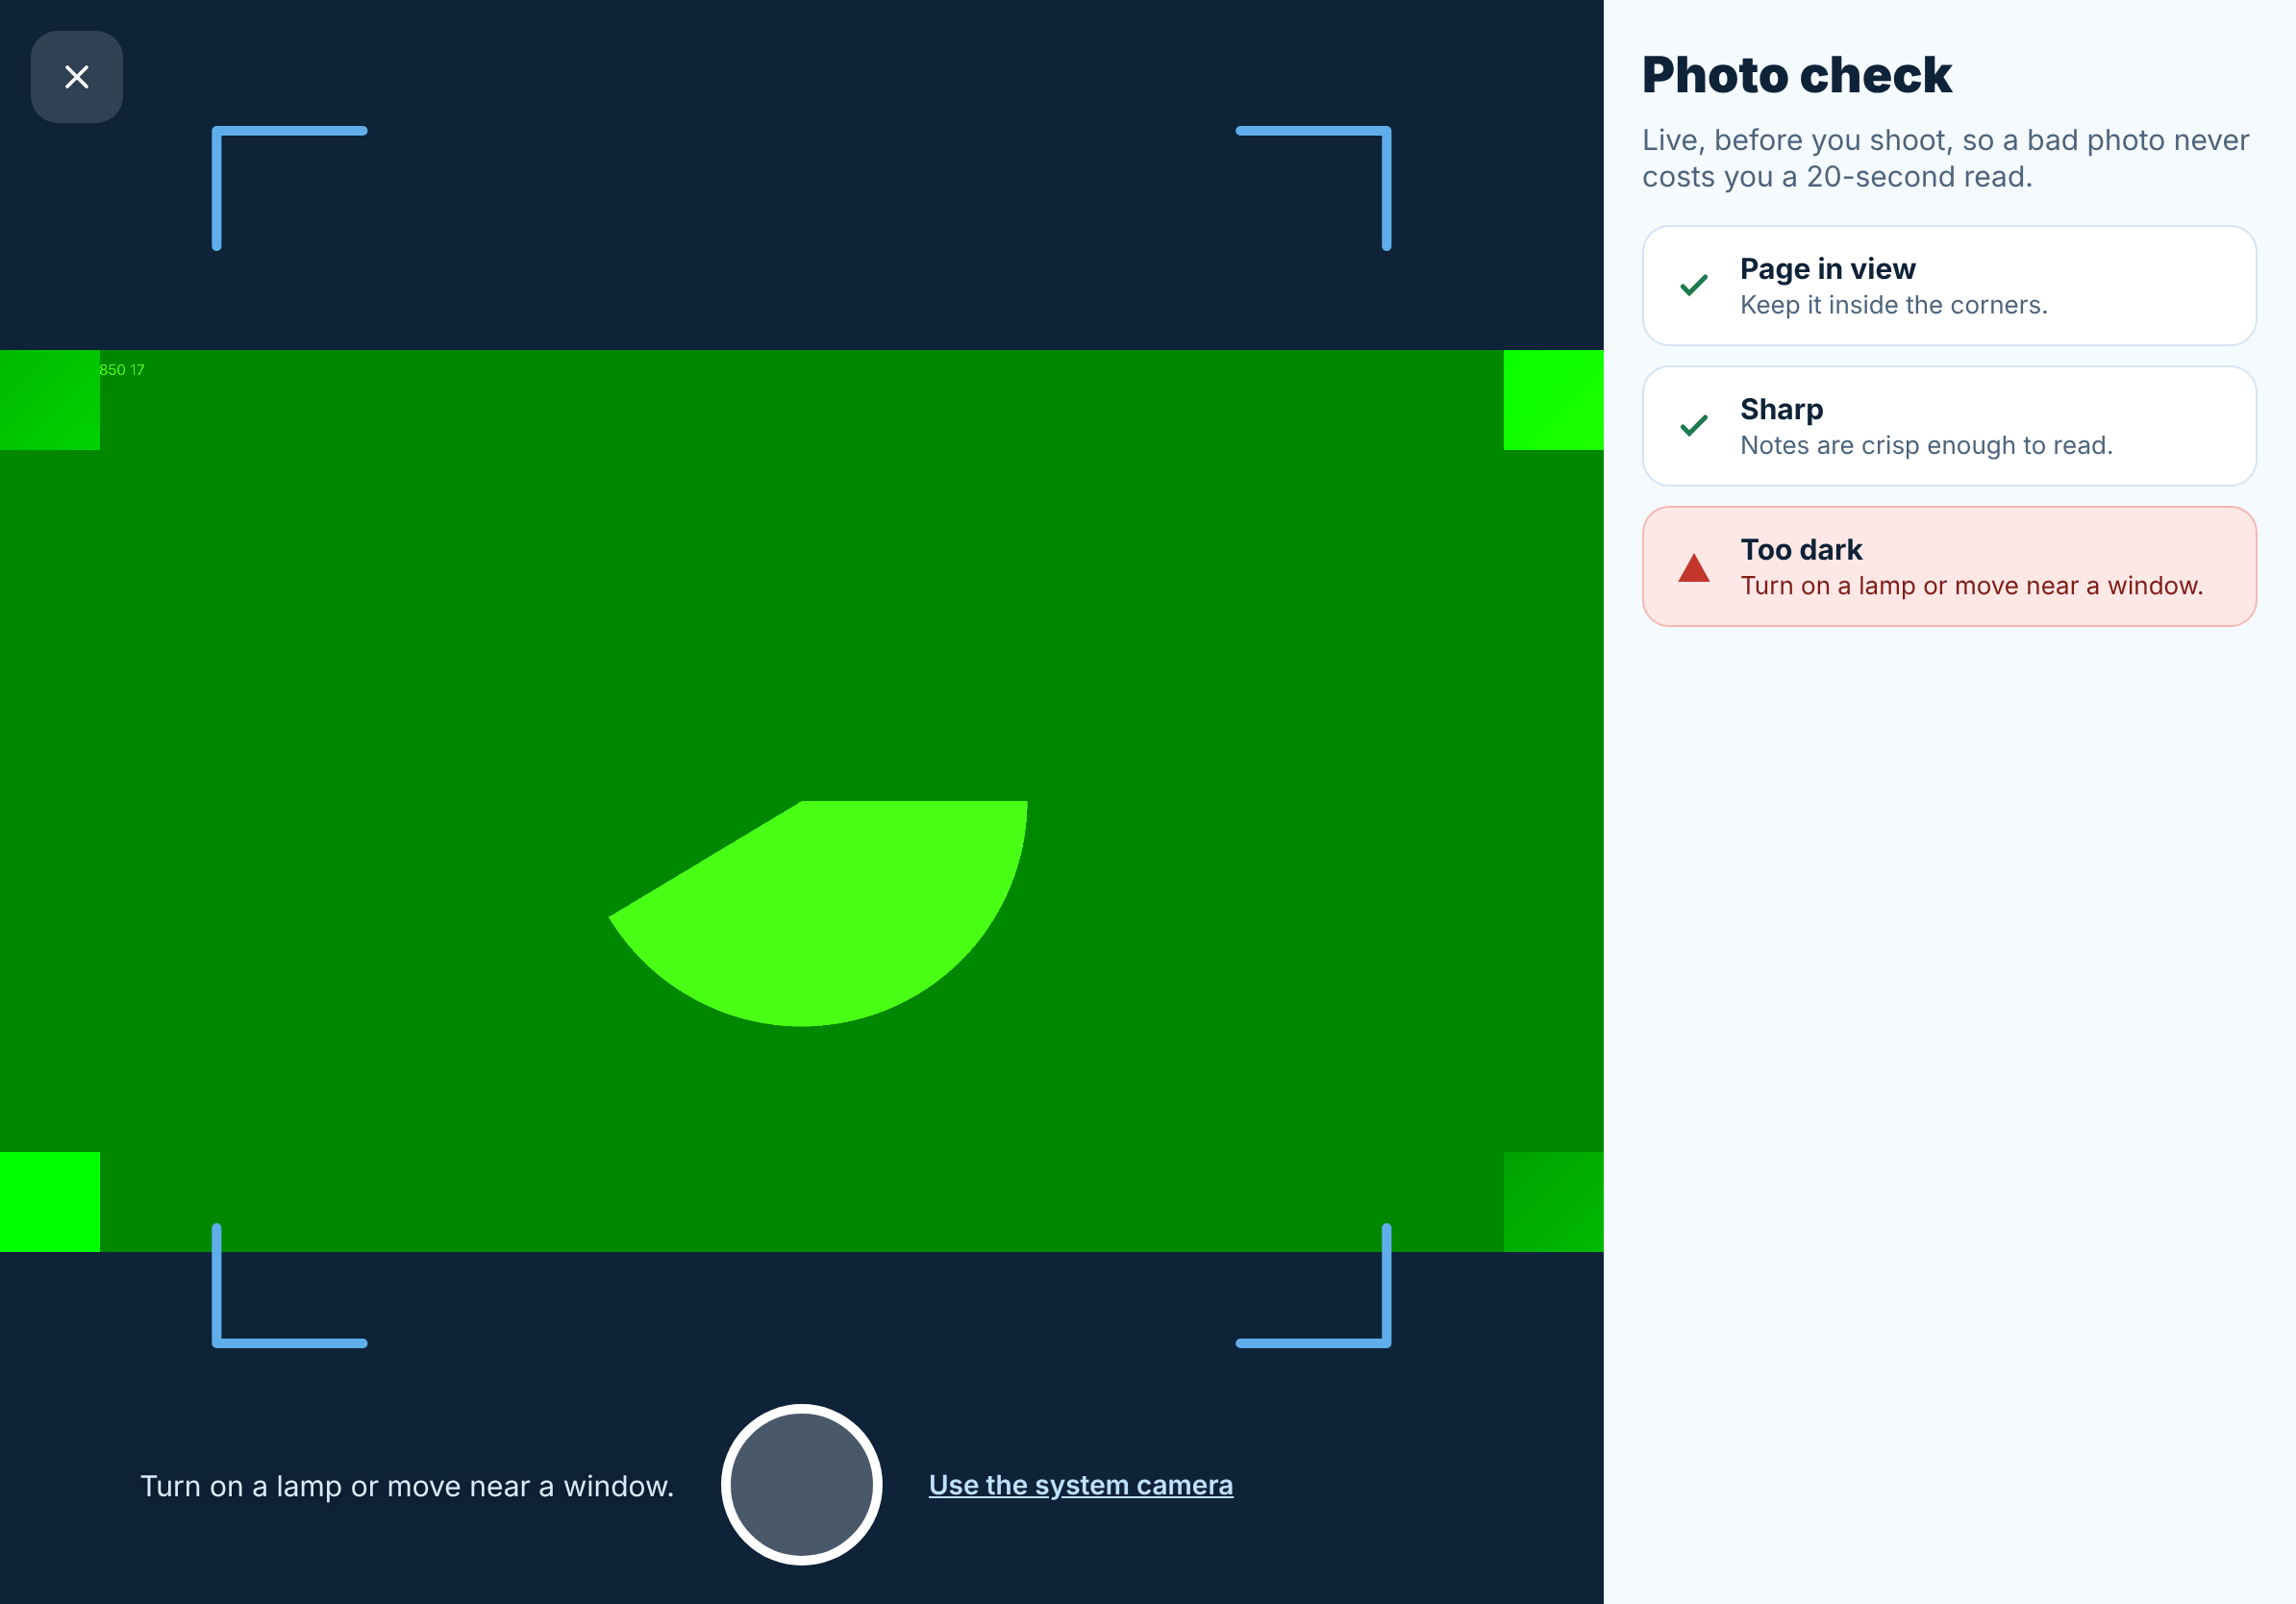 850 17
Turn on a lamp or move near a window.
Use the system camera
Photo check
Live, before you shoot, so a bad photo never
costs you a 20-second read.
Page in view
Keep it inside the corners.
Sharp
Notes are crisp enough to read.
Too dark
Turn on a lamp or move near a window.